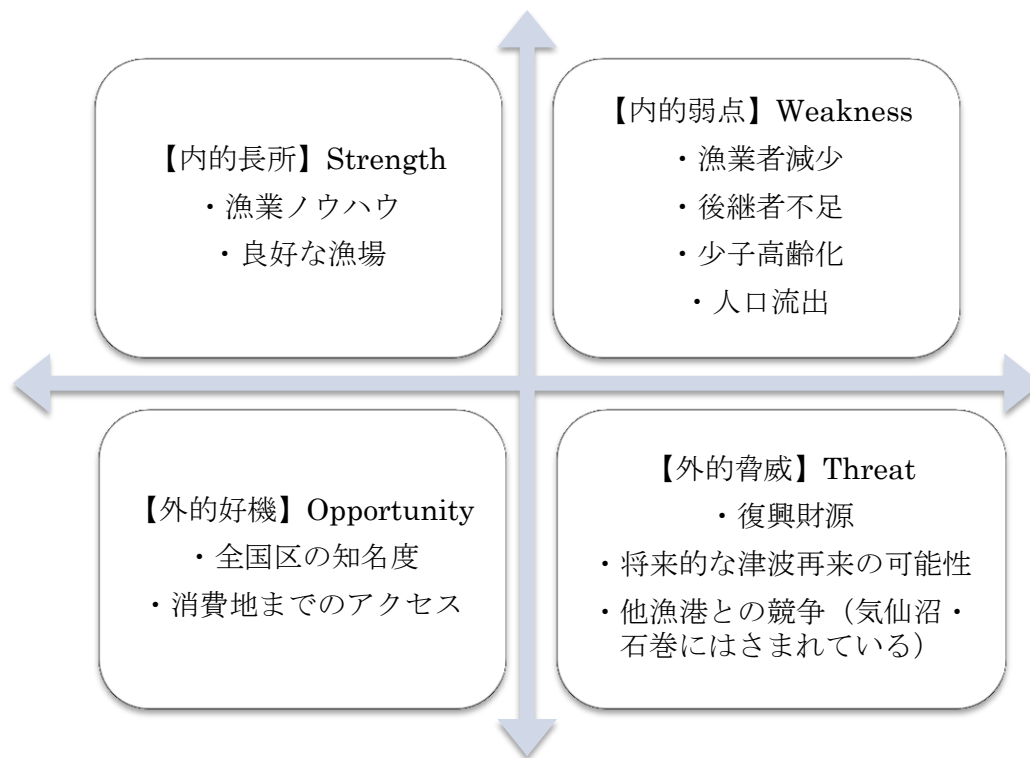 【内的長所】Strength
・漁業ノウハウ
・良好な漁場
【内的弱点】Weakness
・漁業者減少
・後継者不足
・少子高齢化
・人口流出
【外的好機】Opportunity
・全国区の知名度
・消費地までのアクセス
【外的脅威】Threat
・復興財源
・将来的な津波再来の可能性
・他漁港との競争（気仙沼・
石巻にはさまれている）